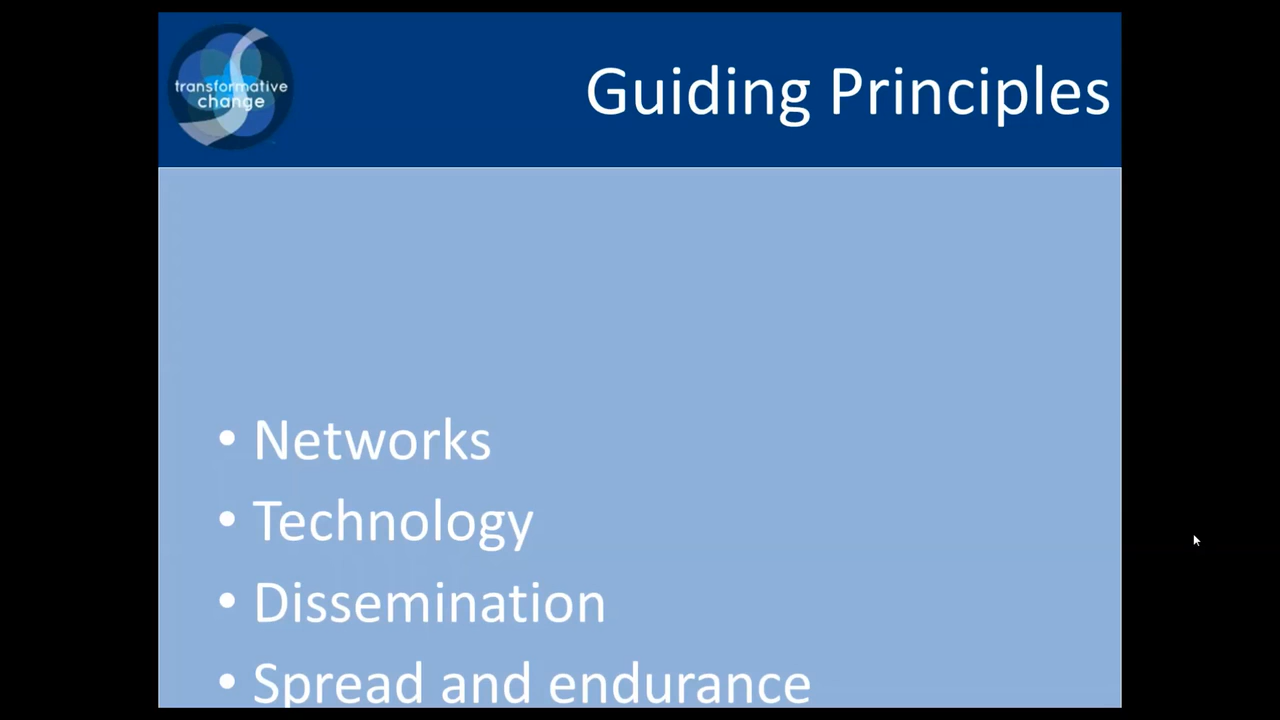 transformative
change
Guiding Principles
• Networks
• Technology
• Dissemination
• Spread and endurance